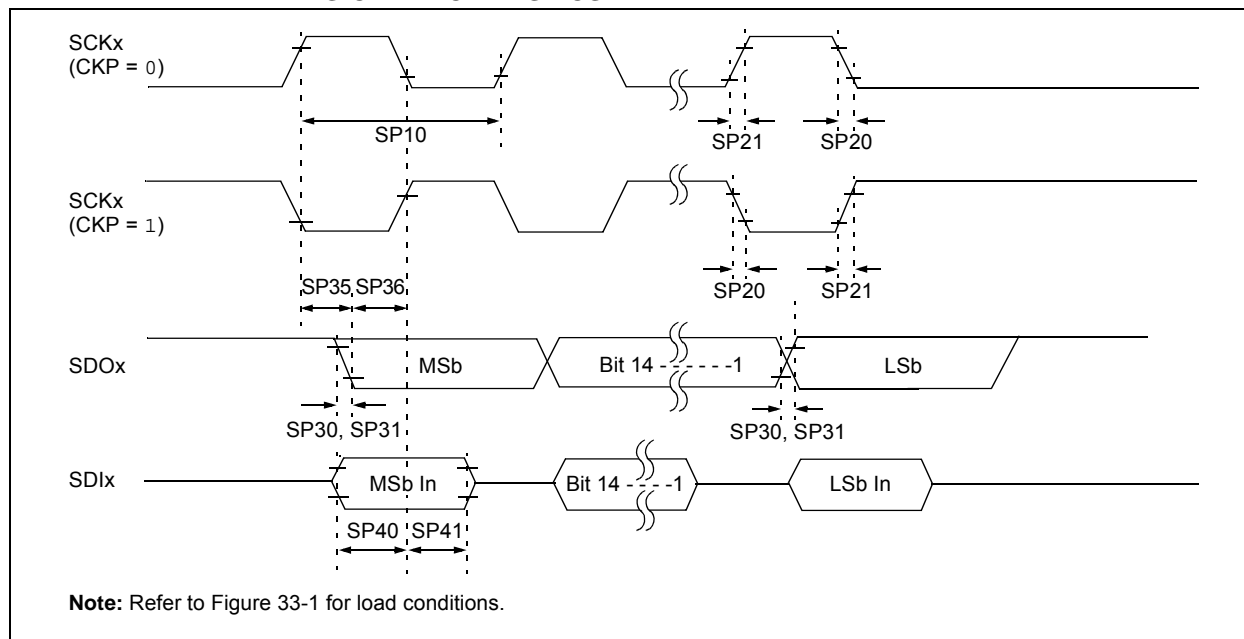 SCKx
(CKP = 0)
SP10
SP21
SP20
SCKx
(CKP = 1)
SP35
SP36
SP20
SP21
SDOx
MSb
Bit 14 - - - - - -1
LSb
SP30, SP31
SP30, SP31
SDIx
MSb In
Bit 14 - - - -1
LSb In
SP40
SP41
Note: Refer to Figure 33-1 for load conditions.